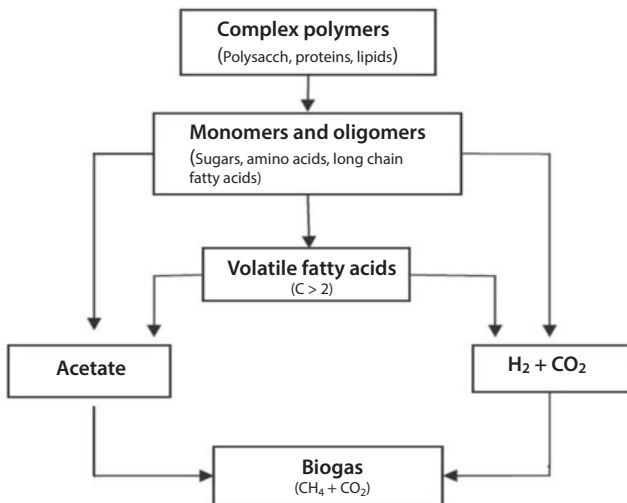 Complex polymers
(Polysacch, proteins, lipids)
Monomers and oligomers
(Sugars, amino acids, long chain
fatty acids)
Volatile fatty acids
(C > 2)
Acetate
H₂ + CO₂
Biogas
(CH₄ + CO₂)